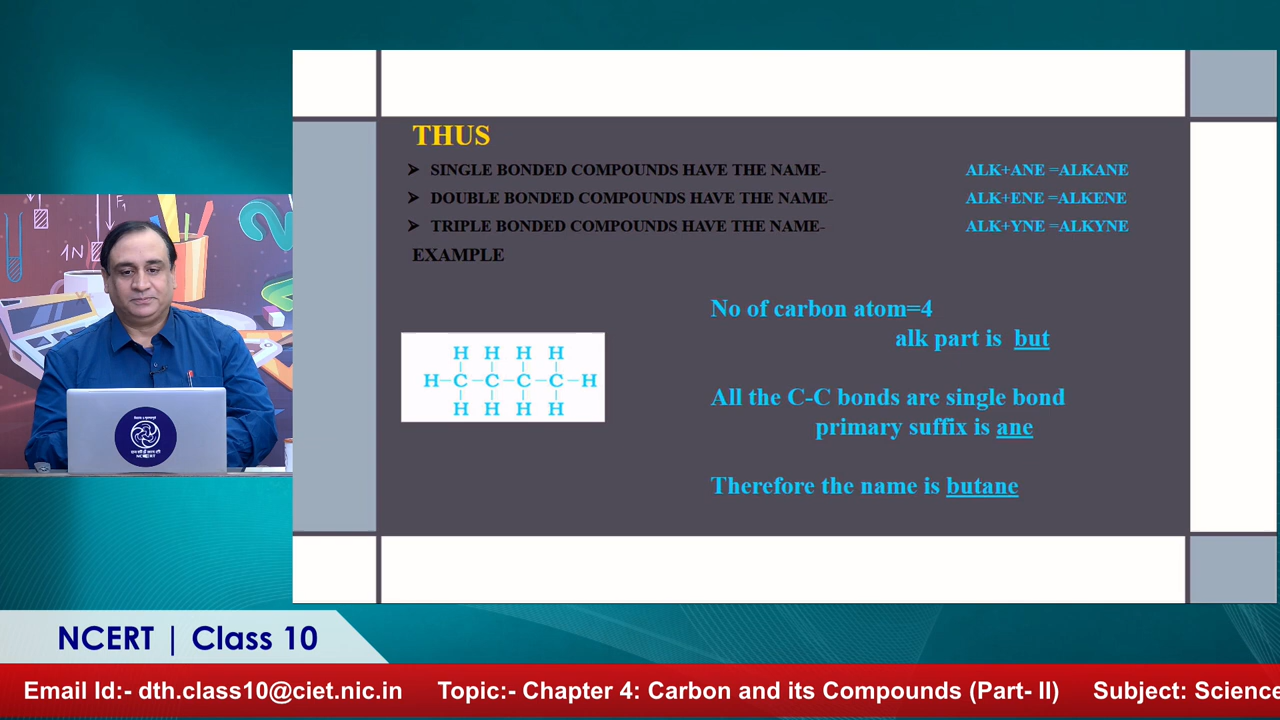 THUS
➤ SINGLE BONDED COMPOUNDS HAVE THE NAME- ALK+ANE =ALKANE
➤ DOUBLE BONDED COMPOUNDS HAVE THE NAME- ALK+ENE =ALKENE
➤ TRIPLE BONDED COMPOUNDS HAVE THE NAME- ALK+YNE =ALKYNE
EXAMPLE
No of carbon atom=4
alk part is but
H H H H
H–C–C–C–C–H
H H H H
All the C-C bonds are single bond
primary suffix is ane
Therefore the name is butane
1N
F₁
NCERT
NCERT | Class 10
Email Id:- dth.class10@ciet.nic.in Topic:- Chapter 4: Carbon and its Compounds (Part- II) Subject: Science